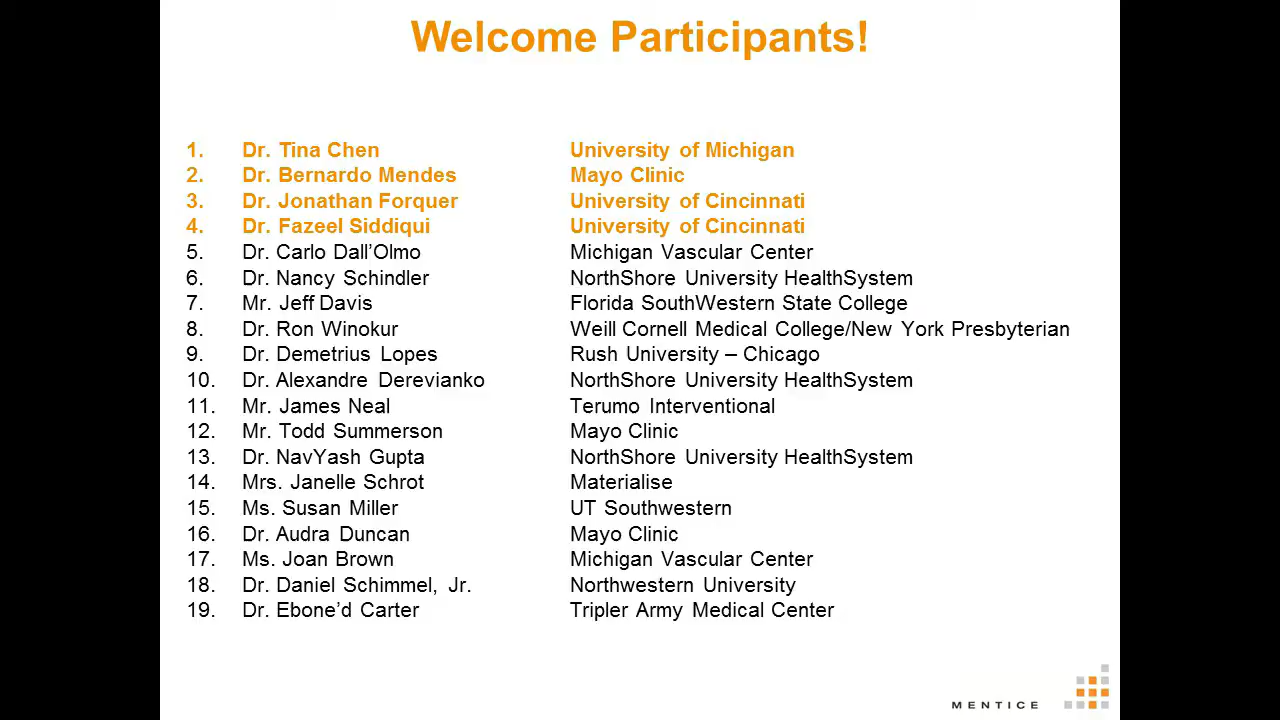 Welcome Participants!
1. Dr. Tina Chen University of Michigan
2. Dr. Bernardo Mendes Mayo Clinic
3. Dr. Jonathan Forquer University of Cincinnati
4. Dr. Fazeel Siddiqui University of Cincinnati
5. Dr. Carlo Dall’Olmo Michigan Vascular Center
6. Dr. Nancy Schindler NorthShore University HealthSystem
7. Mr. Jeff Davis Florida SouthWestern State College
8. Dr. Ron Winokur Weill Cornell Medical College/New York Presbyterian
9. Dr. Demetrius Lopes Rush University – Chicago
10. Dr. Alexandre Derevianko NorthShore University HealthSystem
11. Mr. James Neal Terumo Interventional
12. Mr. Todd Summerson Mayo Clinic
13. Dr. NavYash Gupta NorthShore University HealthSystem
14. Mrs. Janelle Schrot Materialise
15. Ms. Susan Miller UT Southwestern
16. Dr. Audra Duncan Mayo Clinic
17. Ms. Joan Brown Michigan Vascular Center
18. Dr. Daniel Schimmel, Jr. Northwestern University
19. Dr. Ebone’d Carter Tripler Army Medical Center
MENTICE